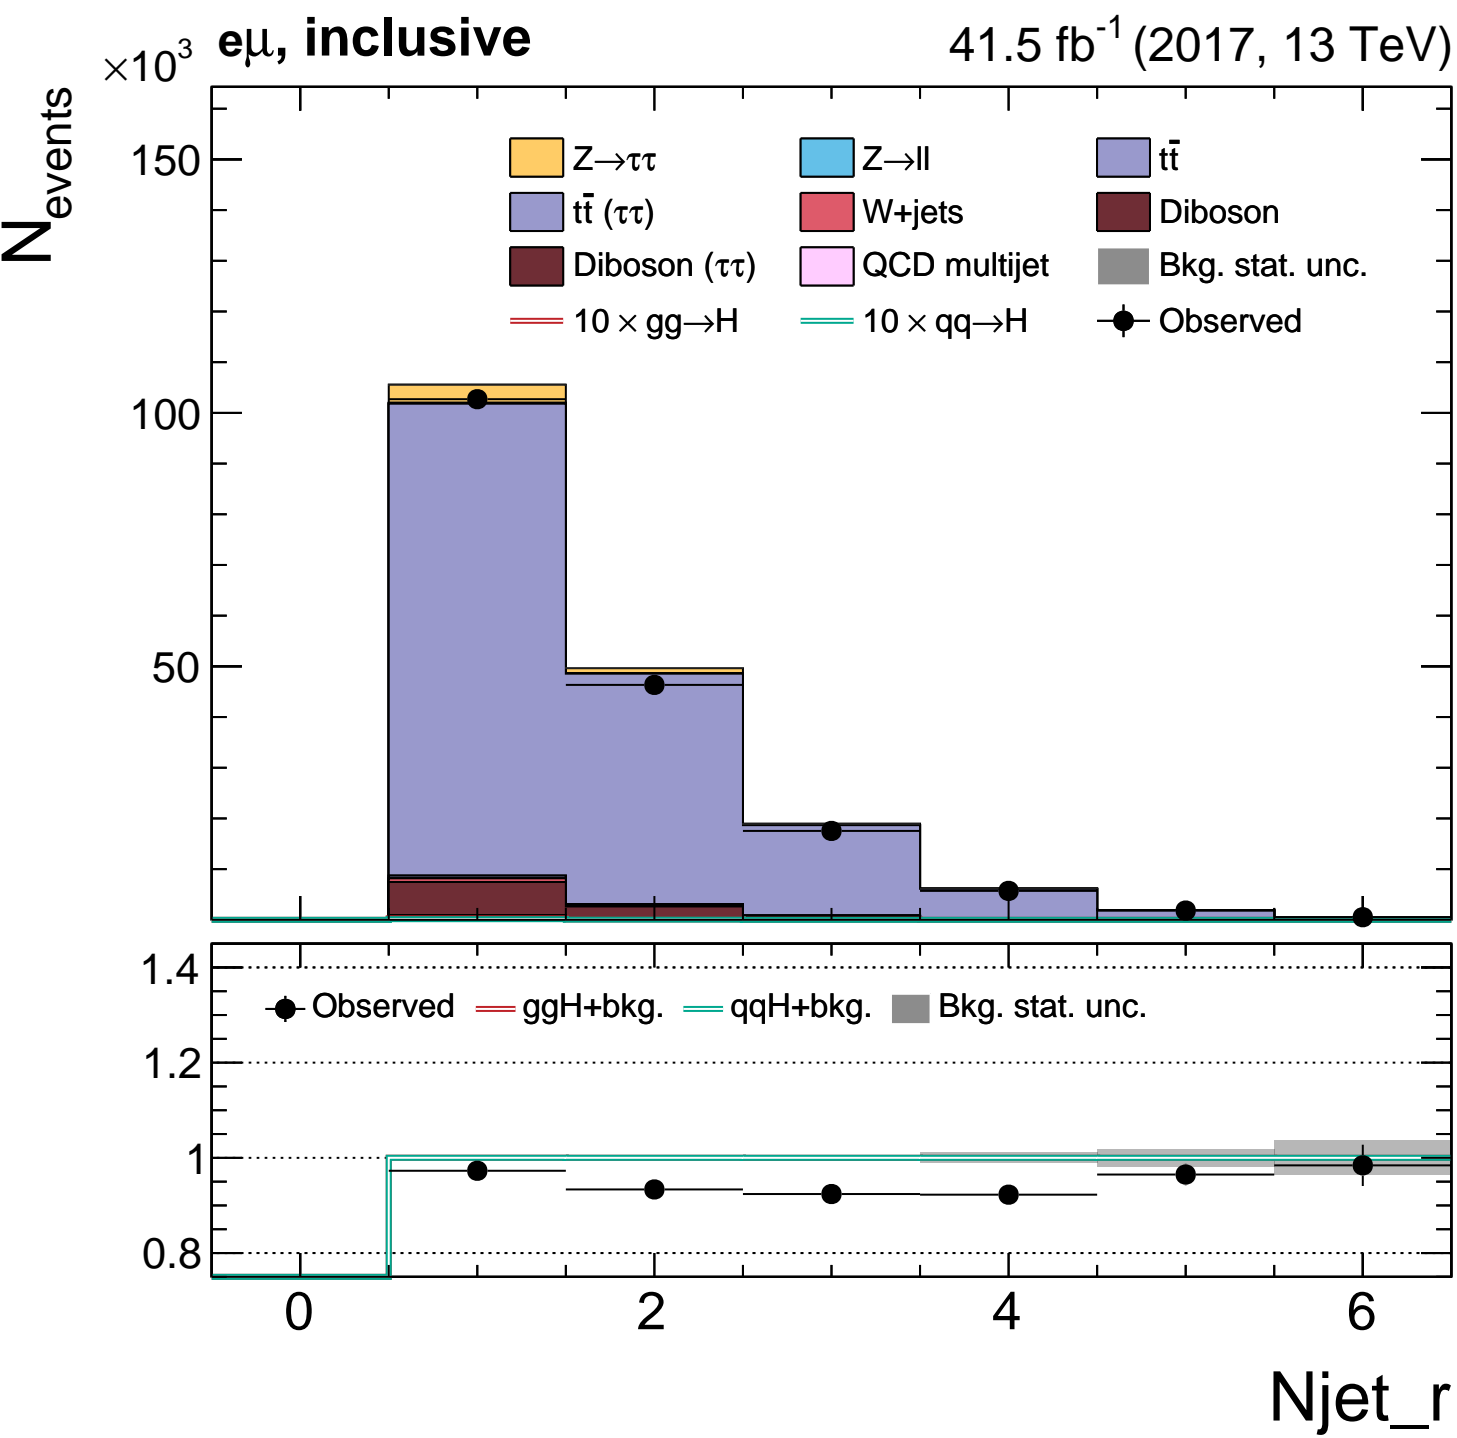 ×10³ eμ, inclusive 41.5 fb⁻¹ (2017, 13 TeV)
N_events
150
100
50
Z→ττ Z→ll tt̄
tt̄ (ττ) W+jets Diboson
Diboson (ττ) QCD multijet Bkg. stat. unc.
10 × gg→H 10 × qq→H Observed
1.4
1.2
1
0.8
Observed ggH+bkg. qqH+bkg. Bkg. stat. unc.
0 2 4 6
Njet_r